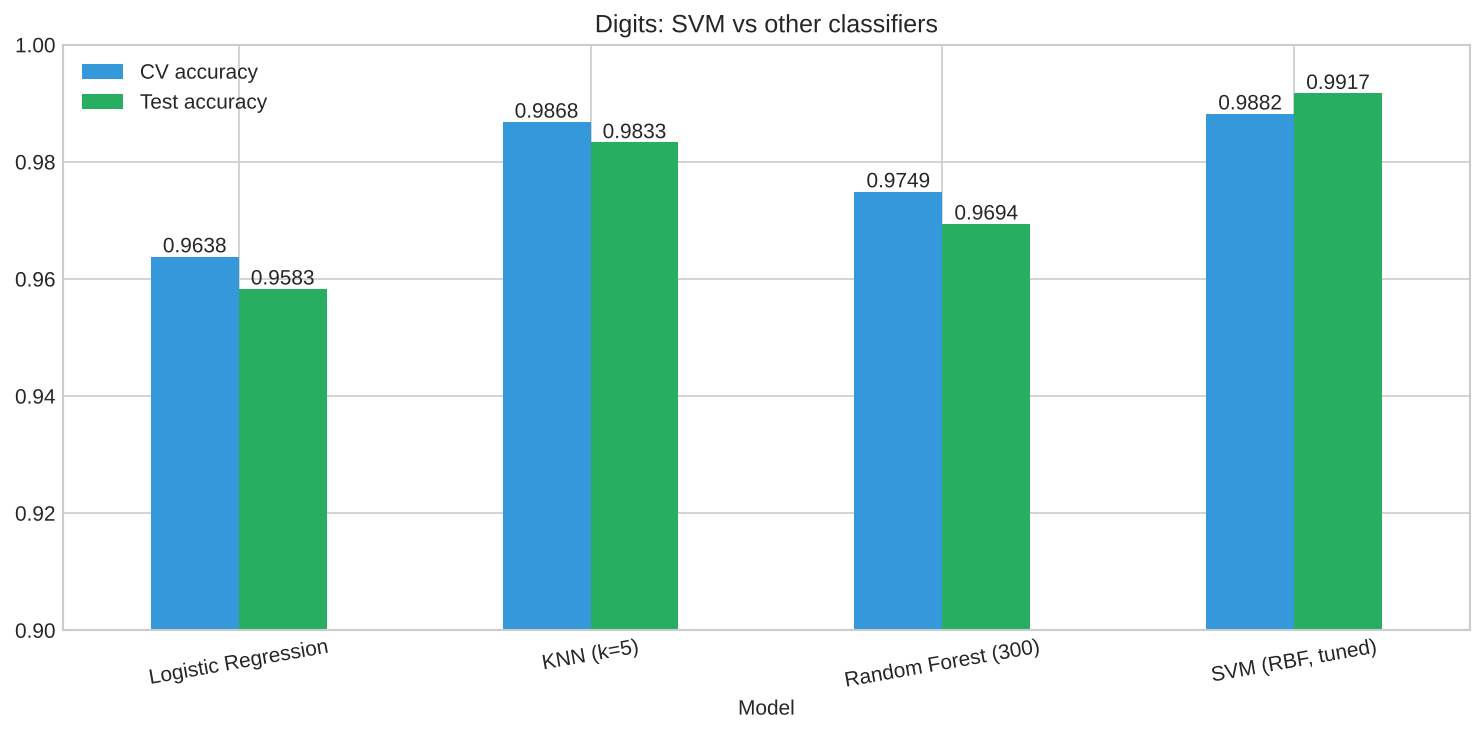 Digits: SVM vs other classifiers
1.00
0.98
0.96
0.94
0.92
0.90
CV accuracy
Test accuracy
0.9638
0.9583
0.9868
0.9833
0.9749
0.9694
0.9882
0.9917
Logistic Regression
KNN (k=5)
Random Forest (300)
SVM (RBF, tuned)
Model